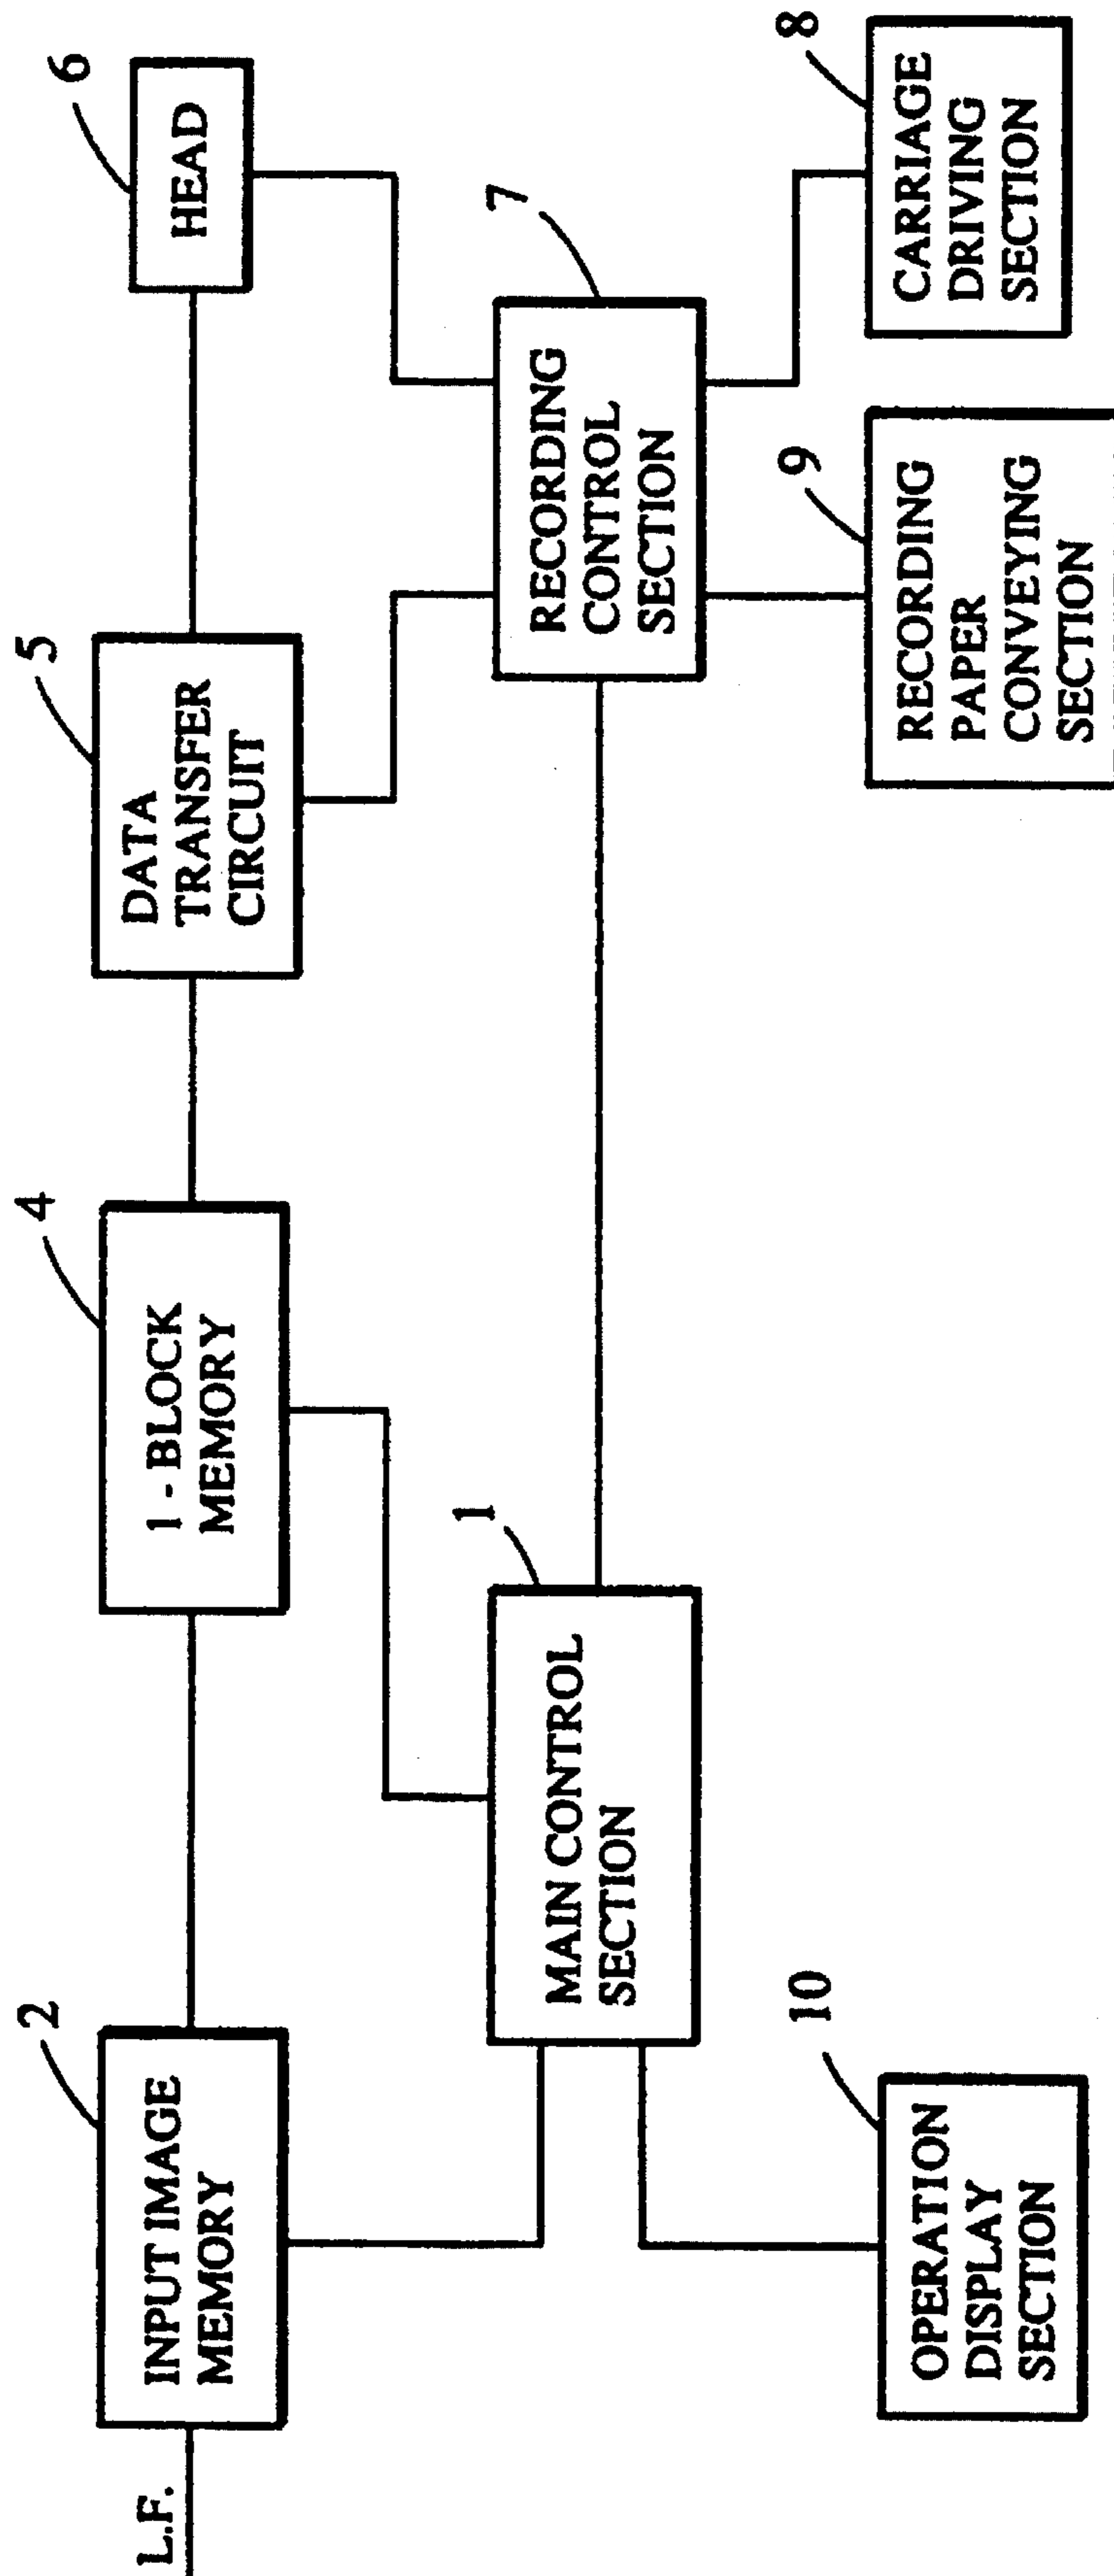 L.F.
2
INPUT IMAGE
MEMORY
4
1 - BLOCK
MEMORY
5
DATA
TRANSFER
CIRCUIT
6
HEAD
1
MAIN CONTROL
SECTION
7
RECORDING
CONTROL
SECTION
10
OPERATION
DISPLAY
SECTION
9
RECORDING
PAPER
CONVEYING
SECTION
8
CARRIAGE
DRIVING
SECTION